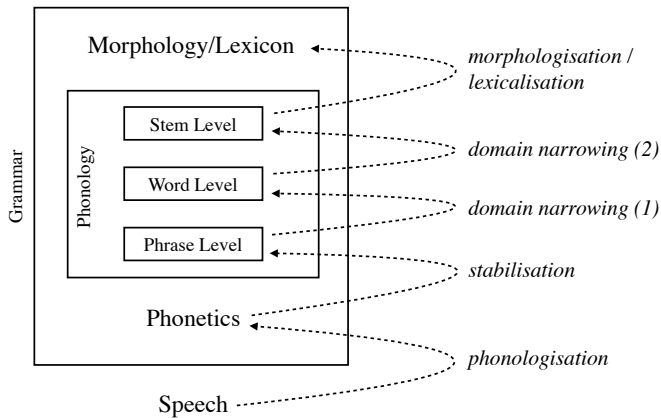 Morphology/Lexicon
morphologisation /
lexicalisation
Stem Level
domain narrowing (2)
Word Level
domain narrowing (1)
Phrase Level
stabilisation
Phonology
Grammar
Phonetics
phonologisation
Speech